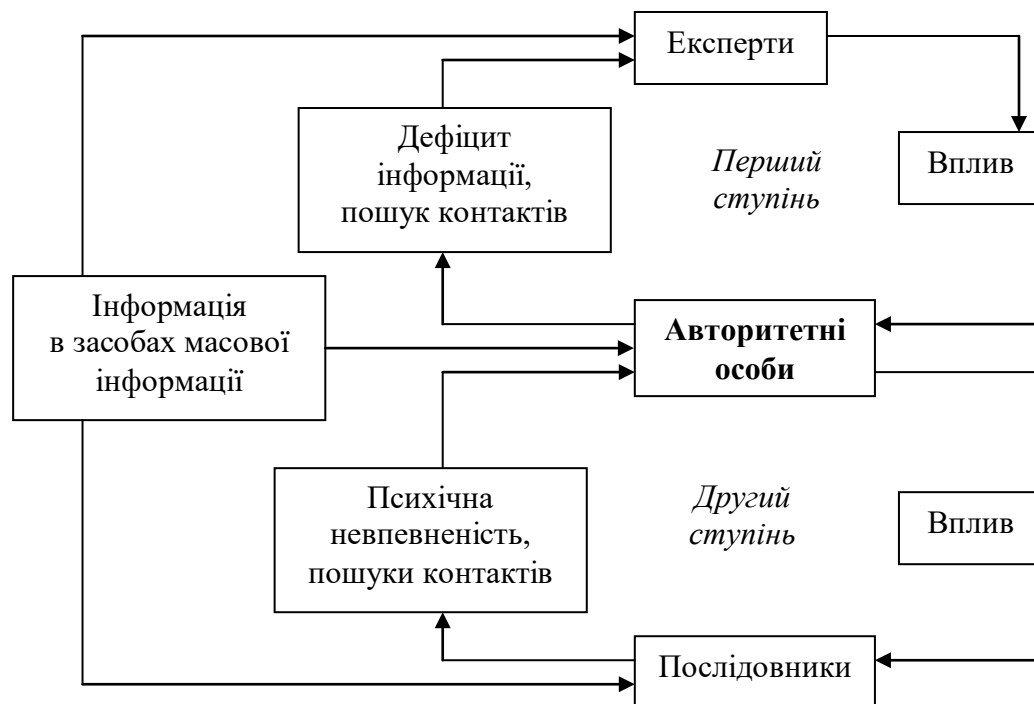 Експерти
Дефіцит
інформації,
пошук контактів
Перший
ступінь
Вплив
Інформація
в засобах масової
інформації
Авторитетні
особи
Психічна
невпевненість,
пошуки контактів
Другий
ступінь
Вплив
Послідовники